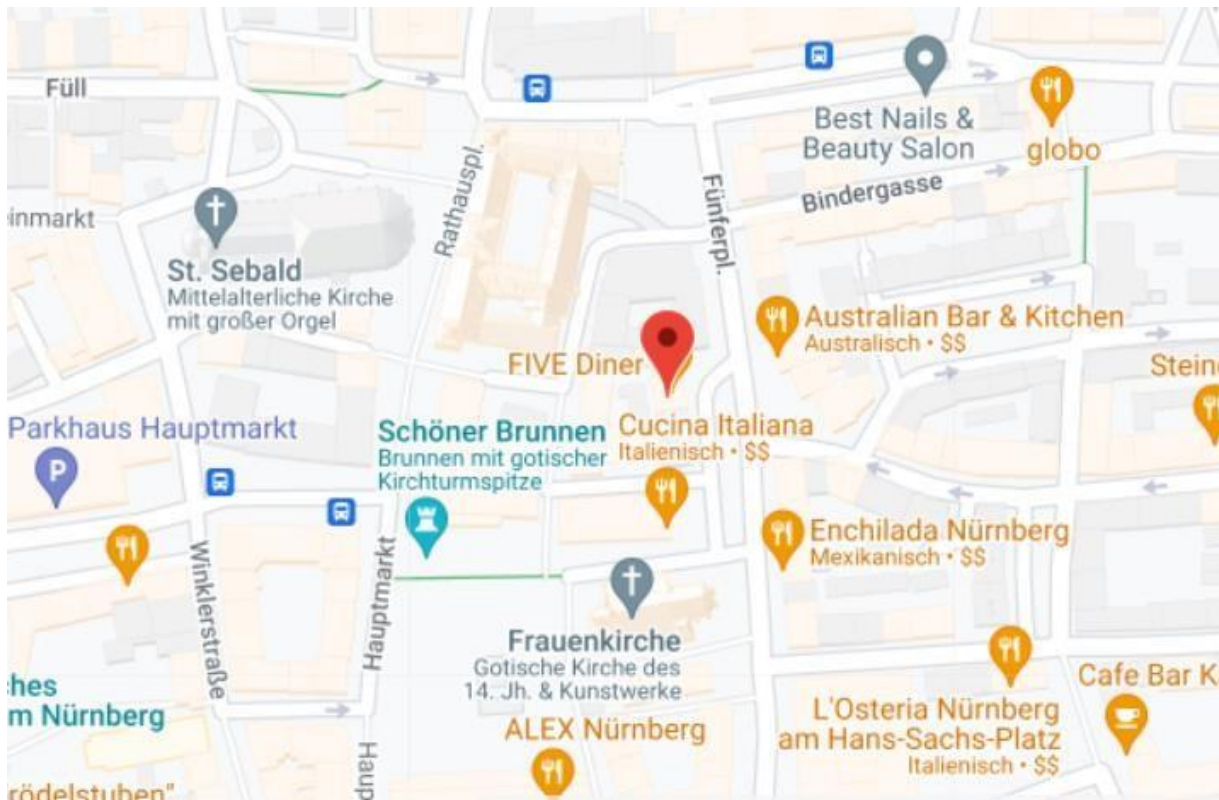 Füll
Best Nails &
Beauty Salon
globo
Bindergasse
Rathauspl.
Fünferpl.
inmarkt
St. Sebald
Mittelalterliche Kirche
mit großer Orgel
Australian Bar & Kitchen
Australisch • $$
FIVE Diner
Stein
Parkhaus Hauptmarkt
P
Schöner Brunnen
Brunnen mit gotischer
Kirchturmspitze
Cucina Italiana
Italienisch • $$
Enchilada Nürnberg
Mexikanisch • $$
Winklerstraße
Hauptmarkt
Frauenkirche
Gotische Kirche des
14. Jh. & Kunstwerke
ches
m Nürnberg
ALEX Nürnberg
L'Osteria Nürnberg
am Hans-Sachs-Platz
Italienisch • $$
Cafe Bar K
Haup
rödelstuben"